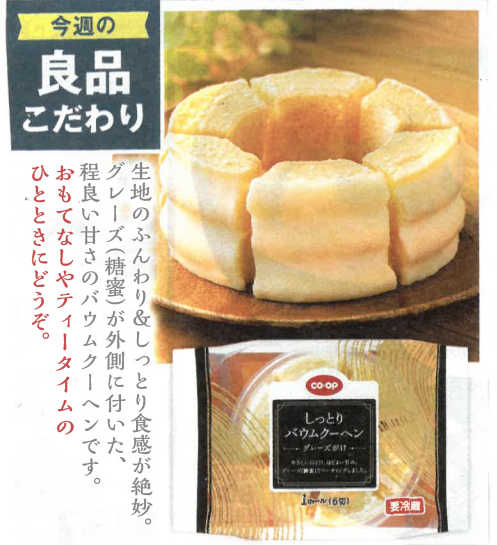 今週の
良品
こだわり
生地のふんわり&しっとり食感が絶妙。
グレーズ(糖蜜)が外側に付いた、
程良い甘さのバウムクーヘンです。
おもてなしやティータイムの
ひとときにどうぞ。
CO・OP
しっとり
バウムクーヘン
グレーズがけ
1ホール(6切)
要冷蔵